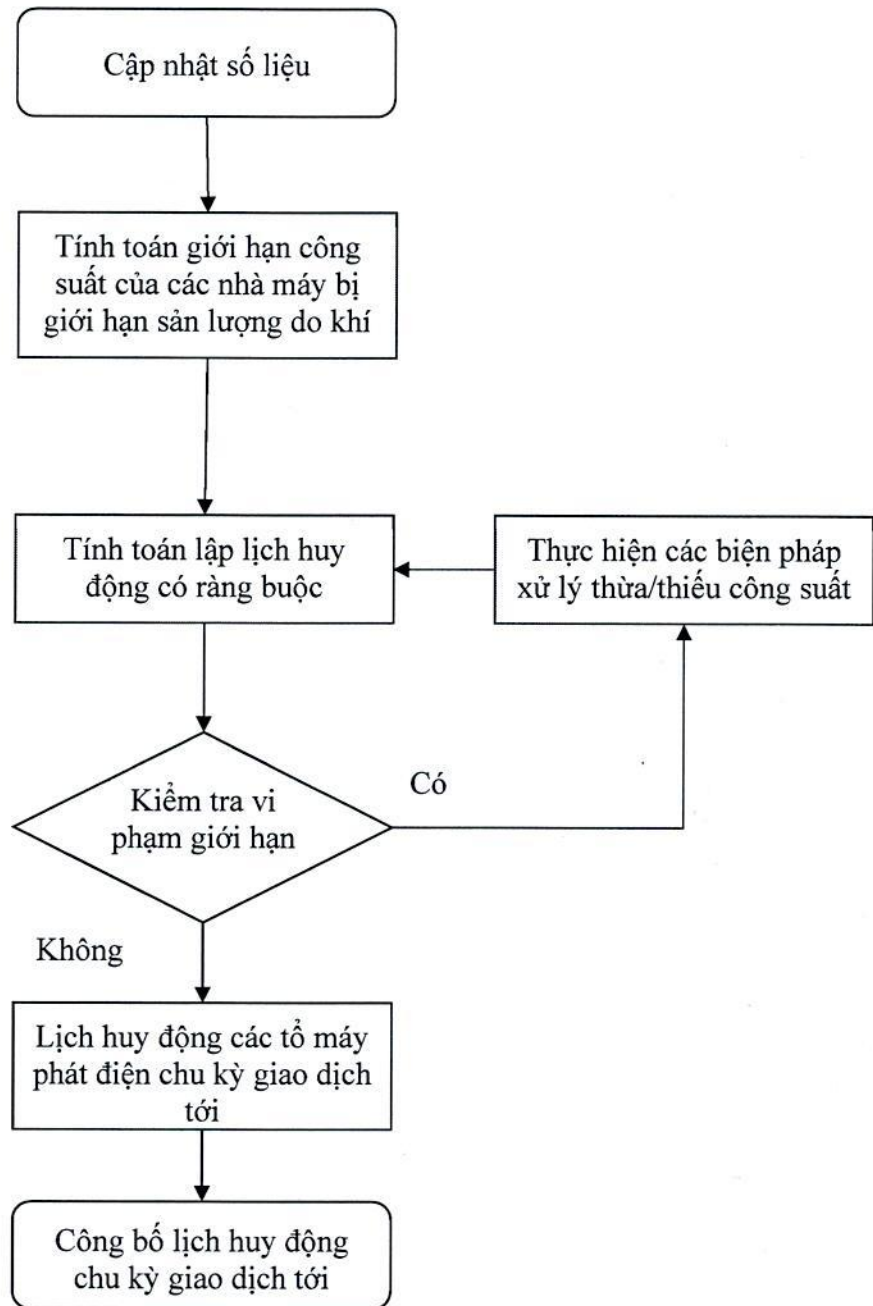 Cập nhật số liệu
Tính toán giới hạn công
suất của các nhà máy bị
giới hạn sản lượng do khí
Tính toán lập lịch huy
động có ràng buộc
Thực hiện các biện pháp
xử lý thừa/thiếu công suất
Kiểm tra vi
phạm giới hạn
Có
Không
Lịch huy động các tổ máy
phát điện chu kỳ giao dịch
tới
Công bố lịch huy động
chu kỳ giao dịch tới